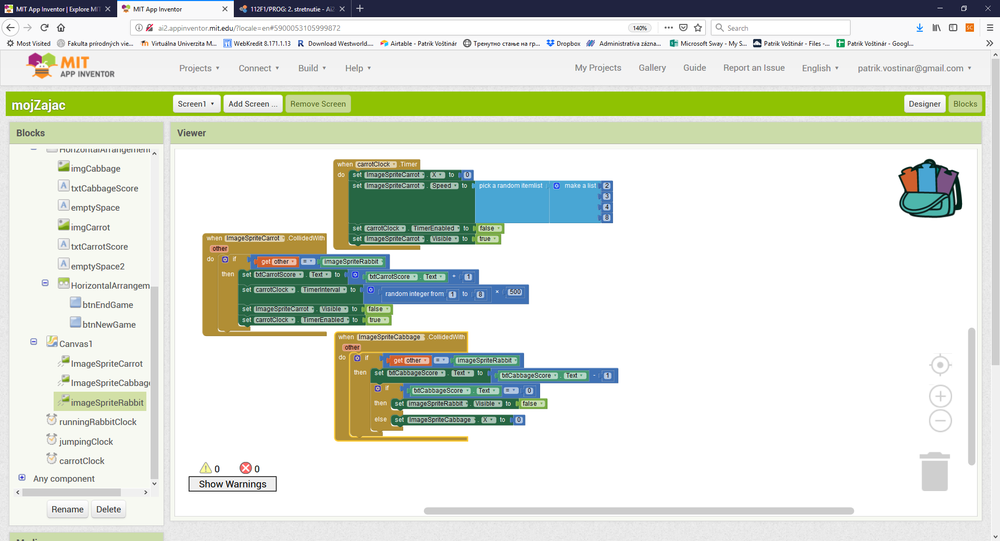 MIT App Inventor | Explore MIT
MIT App Inventor
112F1/PROG: 2. stretnutie - Ai2
ai2.appinventor.mit.edu/?locale=en#5900053105999872
140%
Search
Most Visited
Fakulta prírodných vie...
Virtuálna Univerzita M...
WebKredit 8.171.1.13
Download Westworld....
Airtable - Patrik Voštinár
Тренутно стање на гр...
Dropbox
Administratíva závzna...
Microsoft Sway - My S...
Patrik Voštinár - Files -...
Patrik Voštinár - Googl...
MIT
APP INVENTOR
Projects
Connect
Build
Help
My Projects
Gallery
Guide
Report an Issue
English
patrik.vostinar@gmail.com
mojZajac
Screen1
Add Screen ...
Remove Screen
Designer
Blocks
Blocks
Viewer
HorizontalArrangement
imgCabbage
txtCabbageScore
emptySpace
imgCarrot
txtCarrotScore
emptySpace2
HorizontalArrangem
btnEndGame
btnNewGame
Canvas1
ImageSpriteCarrot
ImageSpriteCabbage
imageSpriteRabbit
runningRabbitClock
jumpingClock
carrotClock
Any component
Rename
Delete
when carrotClock .Timer
do set ImageSpriteCarrot . X to 0
set ImageSpriteCarrot . Speed to pick a random item list make a list 2
3
4
8
set carrotClock . TimerEnabled to false
set ImageSpriteCarrot . Visible to true
when ImageSpriteCarrot .CollidedWith
other
do if get other = imageSpriteRabbit
then set txtCarrotScore . Text to txtCarrotScore . Text + 1
set carrotClock . TimerInterval to random integer from 1 to 8 × 500
set ImageSpriteCarrot . Visible to false
set carrotClock . TimerEnabled to true
when ImageSpriteCabbage .CollidedWith
other
do if get other = imageSpriteRabbit
then set txtCabbageScore . Text to txtCabbageScore . Text - 1
if txtCabbageScore . Text = 0
then set imageSpriteRabbit . Visible to false
else set ImageSpriteCabbage . X to 0
0
0
Show Warnings